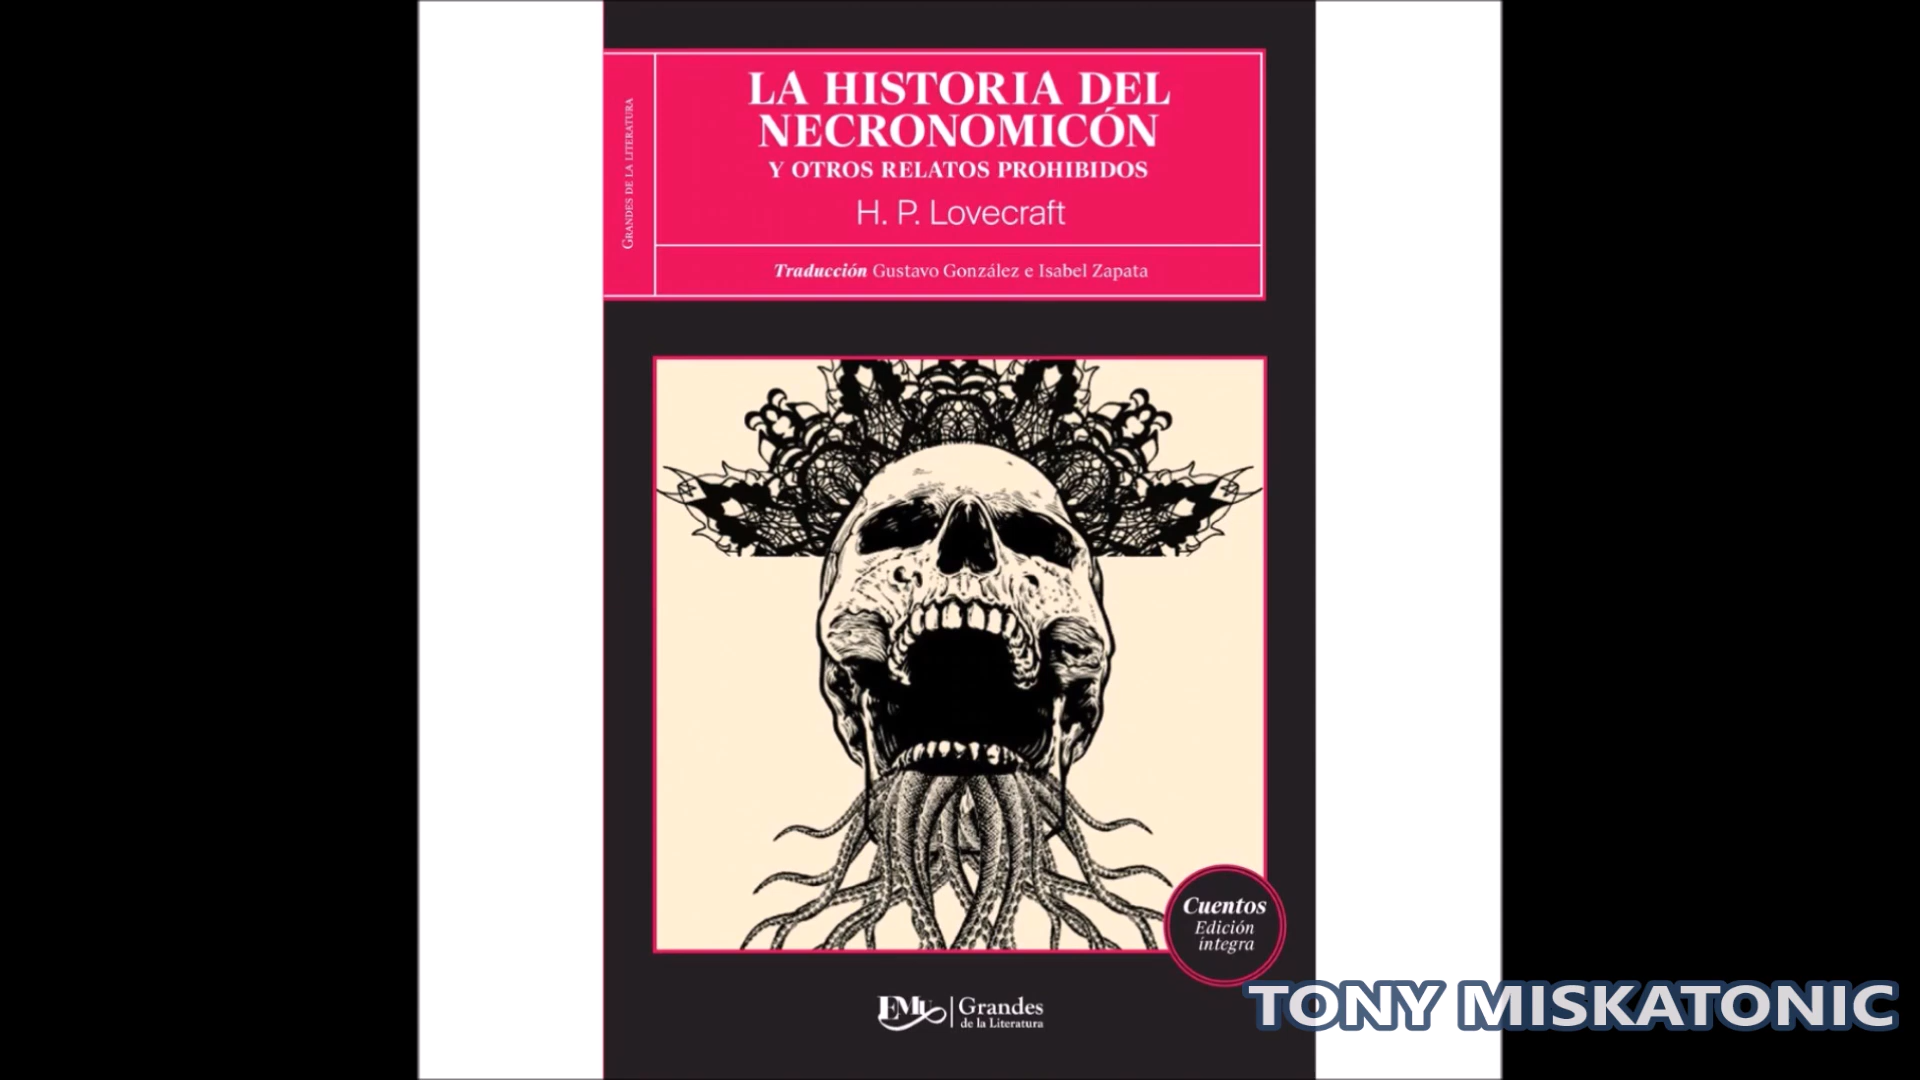 GRANDES DE LA LITERATURA
LA HISTORIA DEL
NECRONOMICÓN
Y OTROS RELATOS PROHIBIDOS
H. P. Lovecraft
Traducción Gustavo González e Isabel Zapata
Cuentos
Edición
íntegra
EMU
Grandes
de la Literatura
TONY MISKATONIC